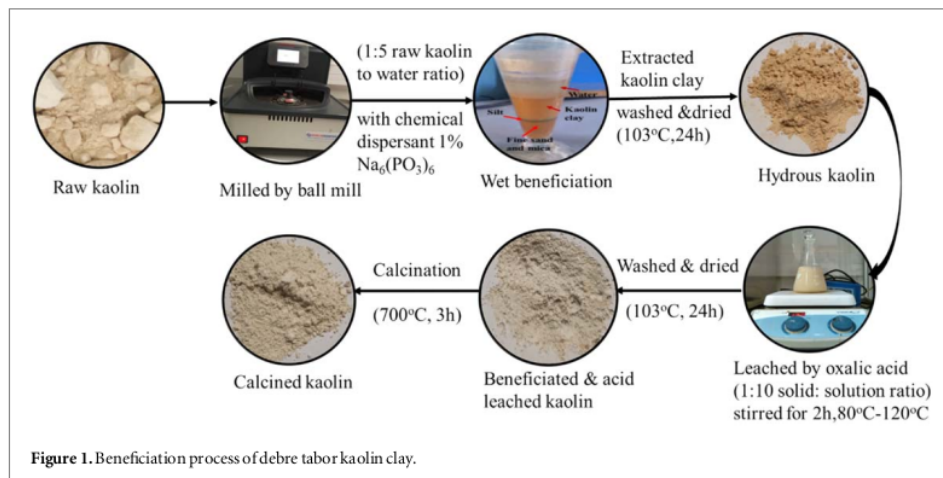 Raw kaolin
Milled by ball mill
(1:5 raw kaolin
to water ratio)
with chemical
dispersant 1%
Na₆(PO₃)₆
Water
Silt
Kaolin
clay
Fine sand
and mica
Wet beneficiation
Extracted
kaolin clay
washed &dried
(103°C,24h)
Hydrous kaolin
Leached by oxalic acid
(1:10 solid: solution ratio)
stirred for 2h,80°C-120°C
Washed & dried
(103°C, 24h)
Beneficiated & acid
leached kaolin
Calcination
(700°C, 3h)
Calcined kaolin
Figure 1. Beneficiation process of debre tabor kaolin clay.